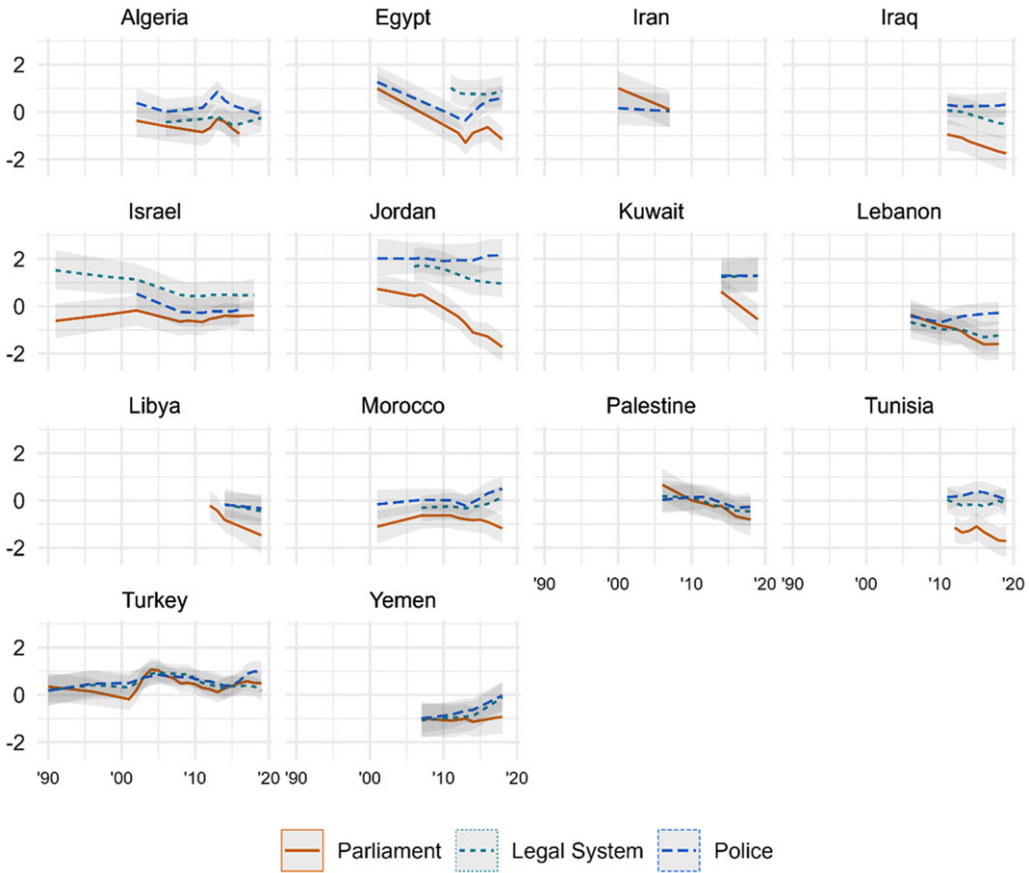 Algeria Egypt Iran Iraq
2
0
-2
Israel Jordan Kuwait Lebanon
2
0
-2
Libya Morocco Palestine Tunisia
2
0
-2
'90 '00 '10 '20 '90 '00 '10 '20
Turkey Yemen
2
0
-2
'90 '00 '10 '20 '90 '00 '10 '20
Parliament Legal System Police